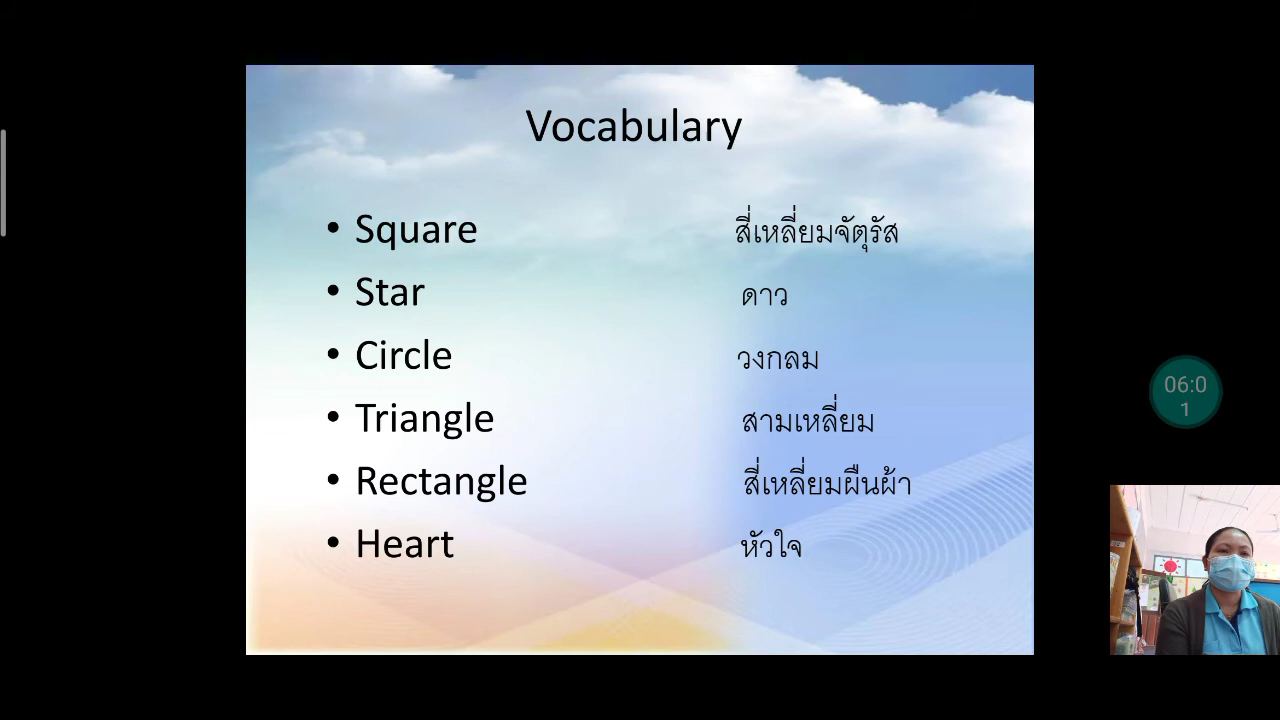 Vocabulary
• Square สี่เหลี่ยมจัตุรัส
• Star ดาว
• Circle วงกลม
• Triangle สามเหลี่ยม
• Rectangle สี่เหลี่ยมผืนผ้า
• Heart หัวใจ
06:0
1